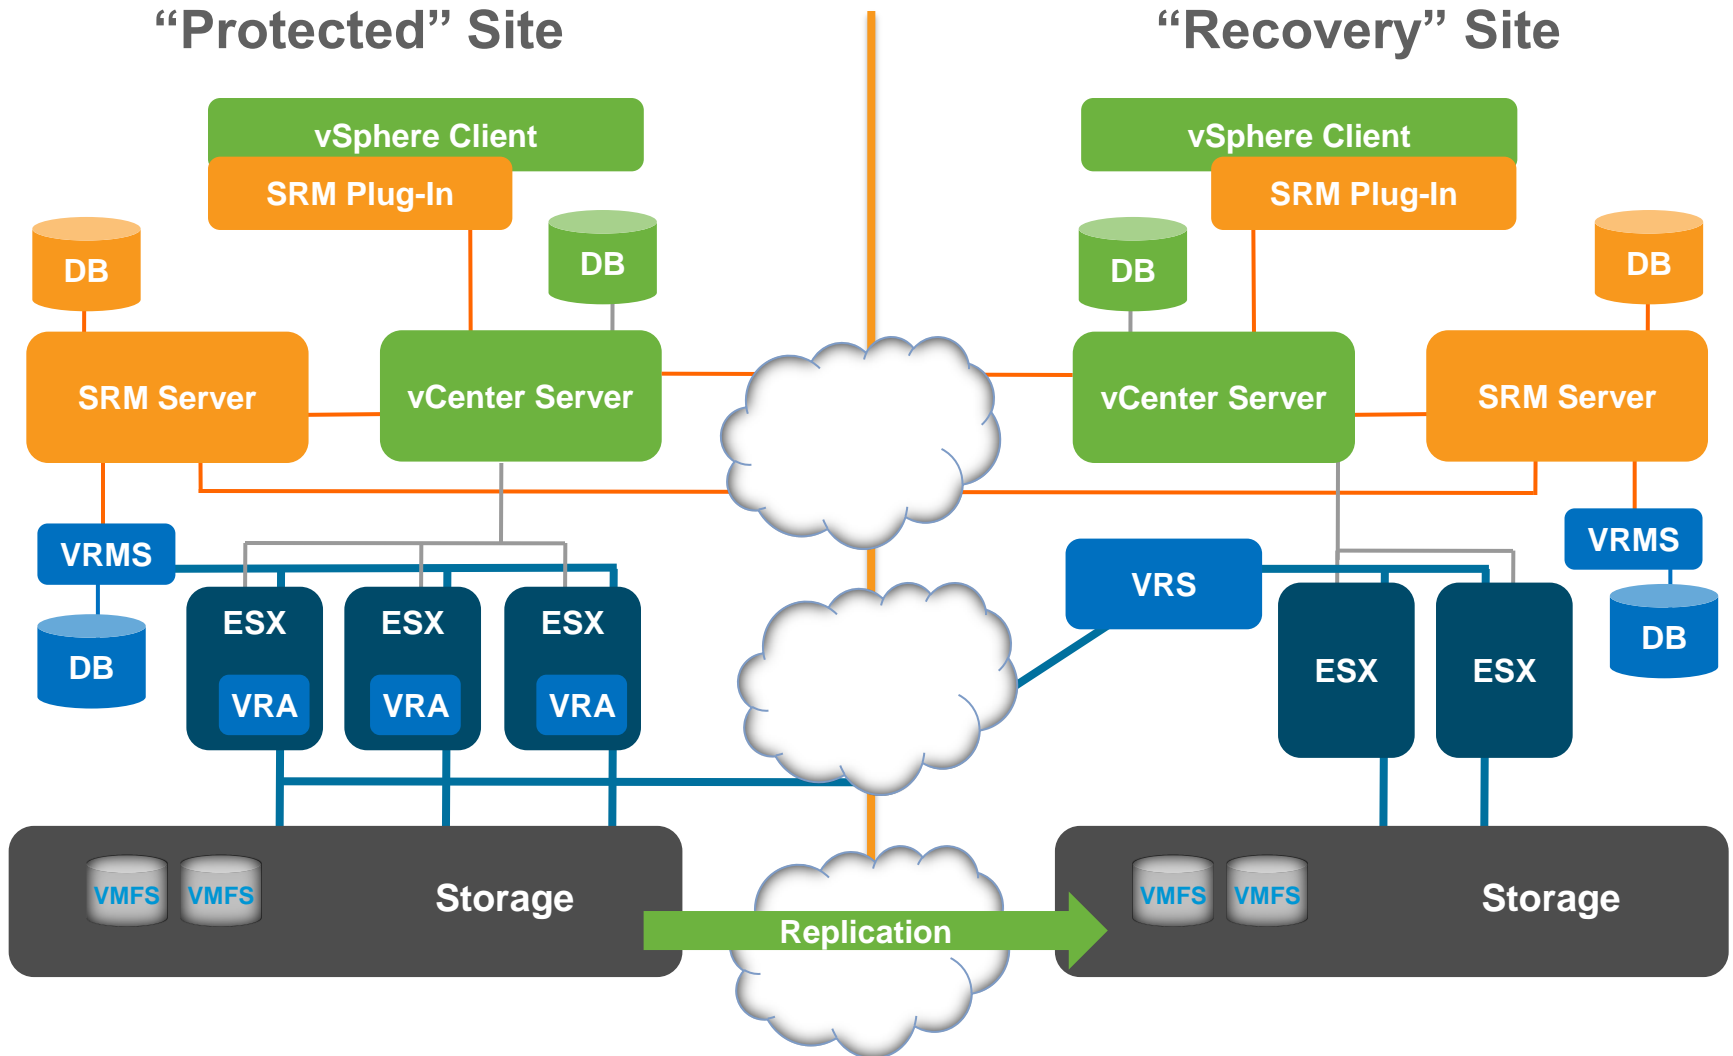 “Protected” Site
“Recovery” Site
vSphere Client
SRM Plug-In
DB
DB
SRM Server
vCenter Server
VRMS
DB
ESX
ESX
ESX
VRA
VRA
VRA
VMFS
VMFS
Storage
Replication
vSphere Client
SRM Plug-In
DB
DB
vCenter Server
SRM Server
VRS
VRMS
DB
ESX
ESX
VMFS
VMFS
Storage